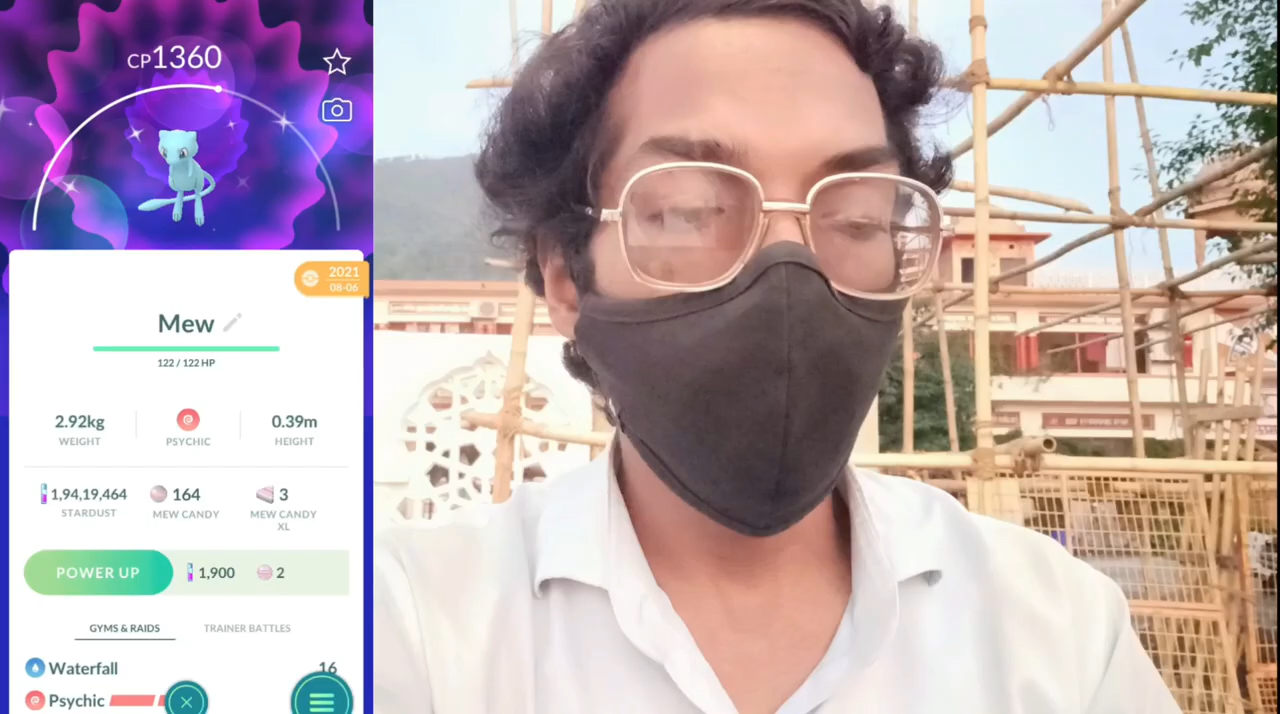 CP1360
2021
08-06
Mew
122 / 122 HP
2.92kg
WEIGHT
PSYCHIC
0.39m
HEIGHT
1,94,19,464
STARDUST
164
MEW CANDY
3
MEW CANDY
XL
POWER UP
1,900
2
GYMS & RAIDS
TRAINER BATTLES
Waterfall
16
Psychic